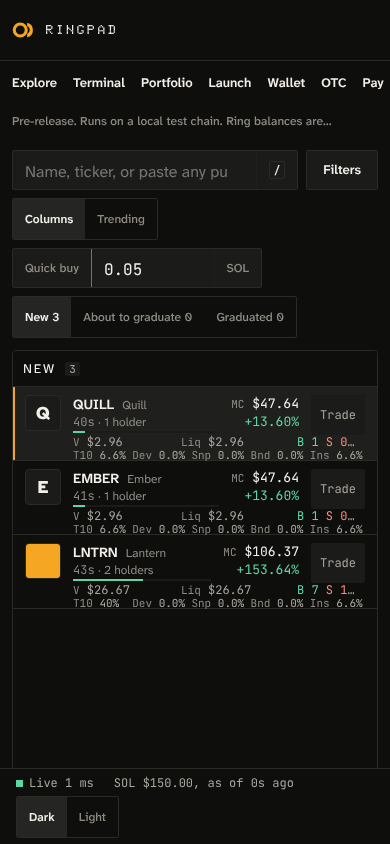 RINGPAD
Explore Terminal Portfolio Launch Wallet OTC Pay
Pre-release. Runs on a local test chain. Ring balances are…
Name, ticker, or paste any pu / Filters
Columns Trending
Quick buy 0.05 SOL
New 3 About to graduate 0 Graduated 0
NEW 3
Q QUILL Quill MC $47.64 Trade
40s · 1 holder +13.60%
V $2.96 Liq $2.96 B 1 S 0…
T10 6.6% Dev 0.0% Snp 0.0% Bnd 0.0% Ins 6.6%
E EMBER Ember MC $47.64 Trade
41s · 1 holder +13.60%
V $2.96 Liq $2.96 B 1 S 0…
T10 6.6% Dev 0.0% Snp 0.0% Bnd 0.0% Ins 6.6%
LNTRN Lantern MC $106.37 Trade
43s · 2 holders +153.64%
V $26.67 Liq $26.67 B 7 S 1…
T10 40% Dev 0.0% Snp 0.0% Bnd 0.0% Ins 6.6%
Live 1 ms SOL $150.00, as of 0s ago
Dark Light